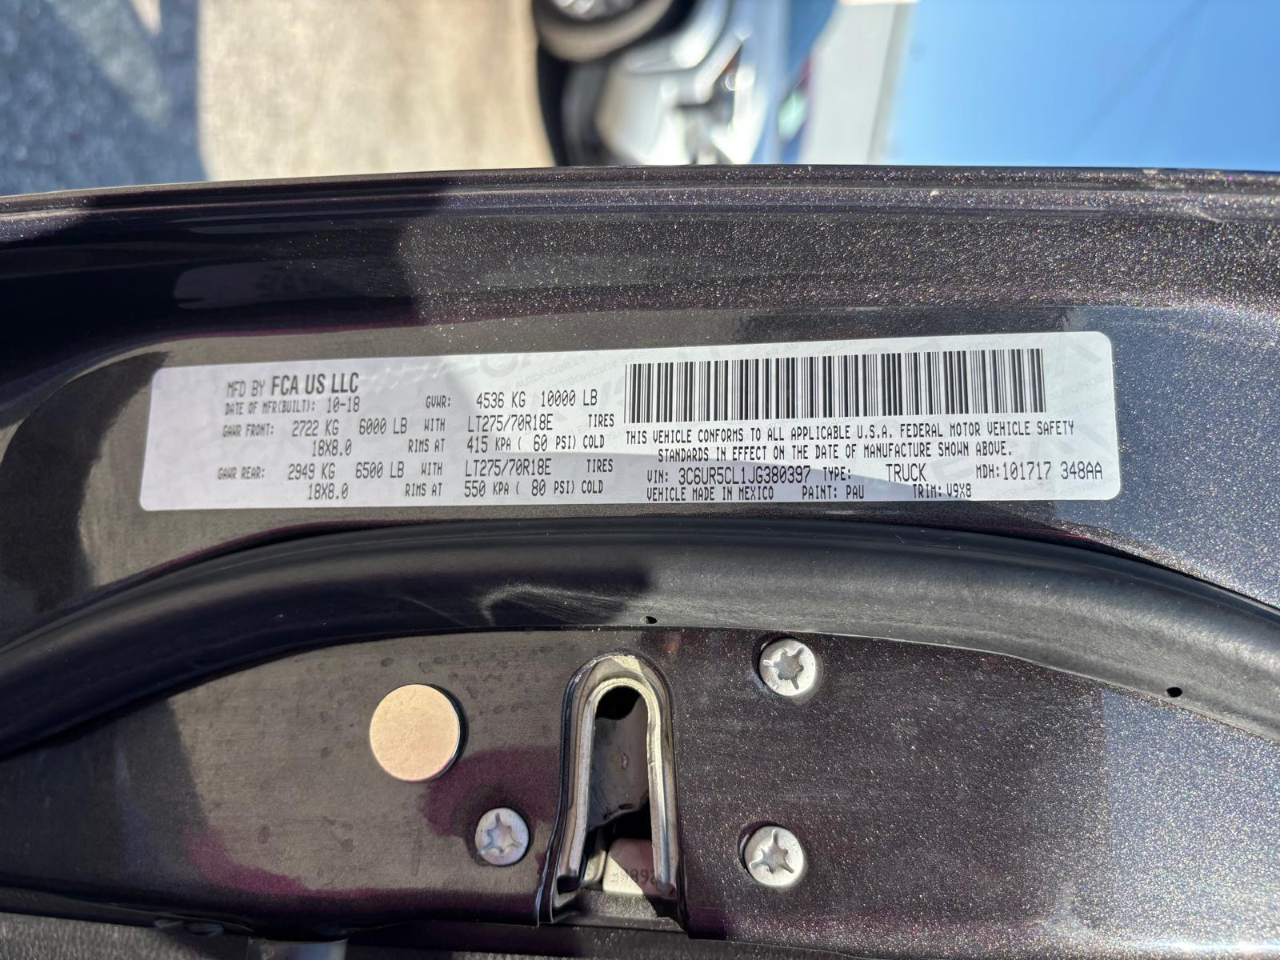 MFD BY FCA US LLC
DATE OF MFR(BUILT): 10-18 GVWR: 4536 KG 10000 LB
GAWR FRONT: 2722 KG 6000 LB WITH LT275/70R18E TIRES
18X8.0 RIMS AT 415 KPA ( 60 PSI) COLD
GAWR REAR: 2949 KG 6500 LB WITH LT275/70R18E TIRES
18X8.0 RIMS AT 550 KPA ( 80 PSI) COLD
THIS VEHICLE CONFORMS TO ALL APPLICABLE U.S.A. FEDERAL MOTOR VEHICLE SAFETY
STANDARDS IN EFFECT ON THE DATE OF MANUFACTURE SHOWN ABOVE.
VIN: 3C6UR5CL1JG380397 TYPE: TRUCK MDH:101717 348AA
VEHICLE MADE IN MEXICO PAINT: PAU TRIM: V9X8